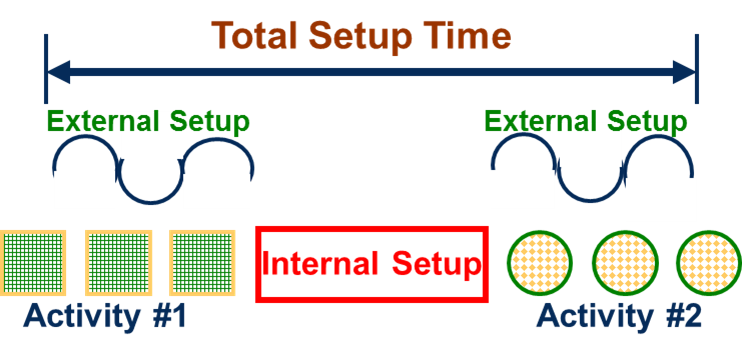 Total Setup Time
External Setup
External Setup
Internal Setup
Activity #1
Activity #2